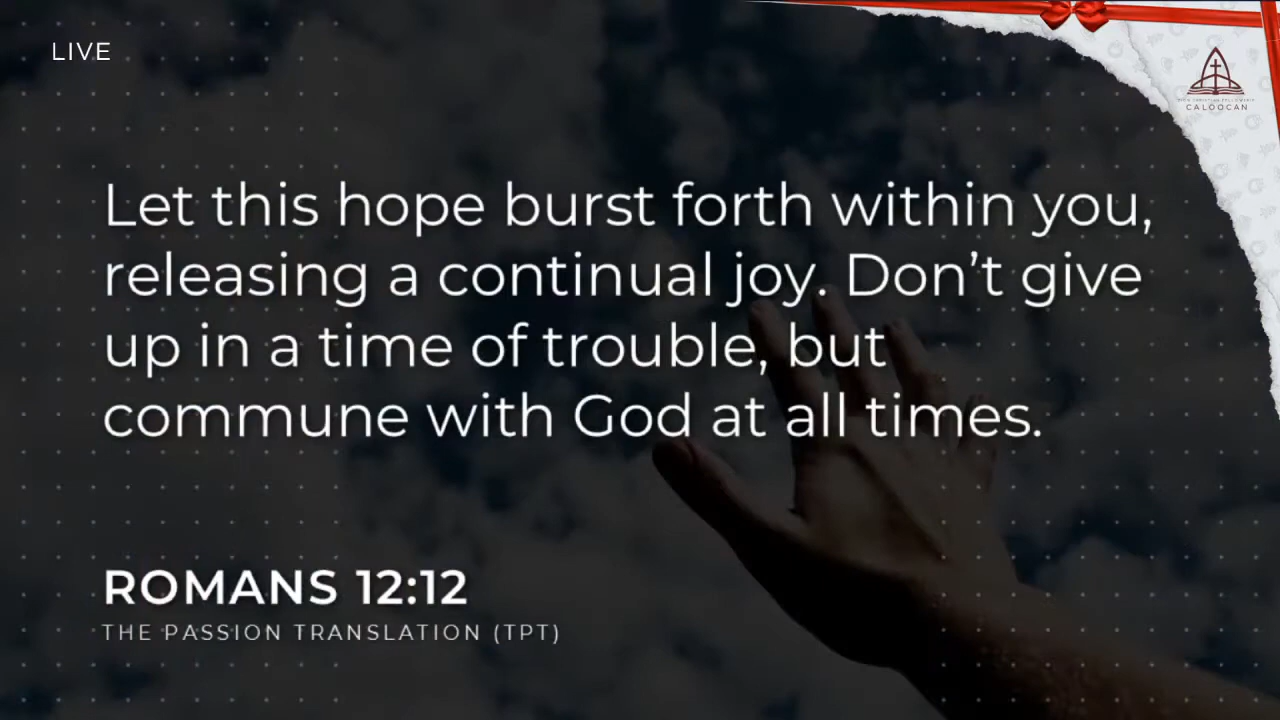 LIVE
CALOOCAN
Let this hope burst forth within you,
releasing a continual joy. Don’t give
up in a time of trouble, but
commune with God at all times.
ROMANS 12:12
THE PASSION TRANSLATION (TPT)